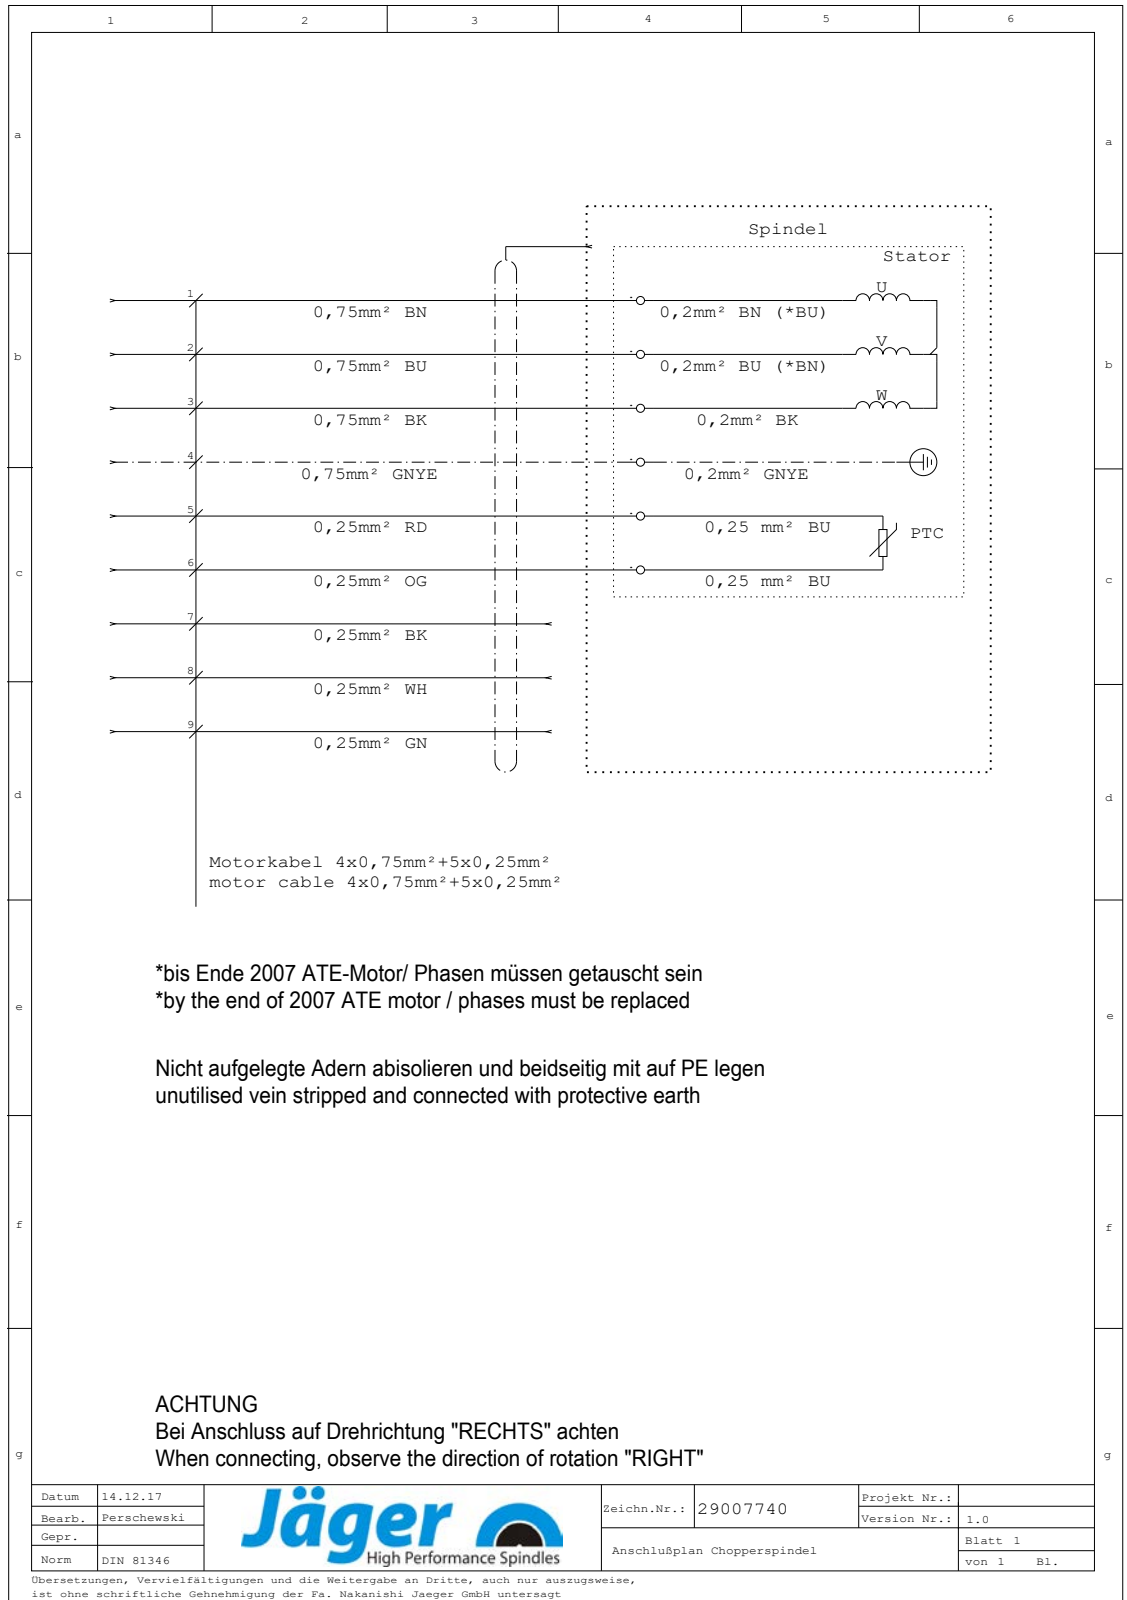 1 2 3 4 5 6
a a
Spindel
Stator
1 U
0,75mm² BN 0,2mm² BN (*BU)
b b
2 V
0,75mm² BU 0,2mm² BU (*BN)
3 W
0,75mm² BK 0,2mm² BK
4
0,75mm² GNYE 0,2mm² GNYE
5
0,25mm² RD 0,25 mm² BU
PTC
c c
6
0,25mm² OG 0,25 mm² BU
7
0,25mm² BK
8
0,25mm² WH
9
0,25mm² GN
d d
Motorkabel 4x0,75mm²+5x0,25mm²
motor cable 4x0,75mm²+5x0,25mm²
*bis Ende 2007 ATE-Motor/ Phasen müssen getauscht sein
*by the end of 2007 ATE motor / phases must be replaced
e e
Nicht aufgelegte Adern abisolieren und beidseitig mit auf PE legen
unutilised vein stripped and connected with protective earth
f f
ACHTUNG
Bei Anschluss auf Drehrichtung "RECHTS" achten
When connecting, observe the direction of rotation "RIGHT"
g g
Datum 14.12.17
Bearb. Perschewski
Gepr.
Norm DIN 81346
Jäger
High Performance Spindles
Zeichn.Nr.: 29007740
Anschlußplan Chopperspindel
Projekt Nr.:
Version Nr.: 1.0
Blatt 1
von 1 Bl.
Übersetzungen, Vervielfältigungen und die Weitergabe an Dritte, auch nur auszugsweise,
ist ohne schriftliche Gehnehmigung der Fa. Nakanishi Jaeger GmbH untersagt